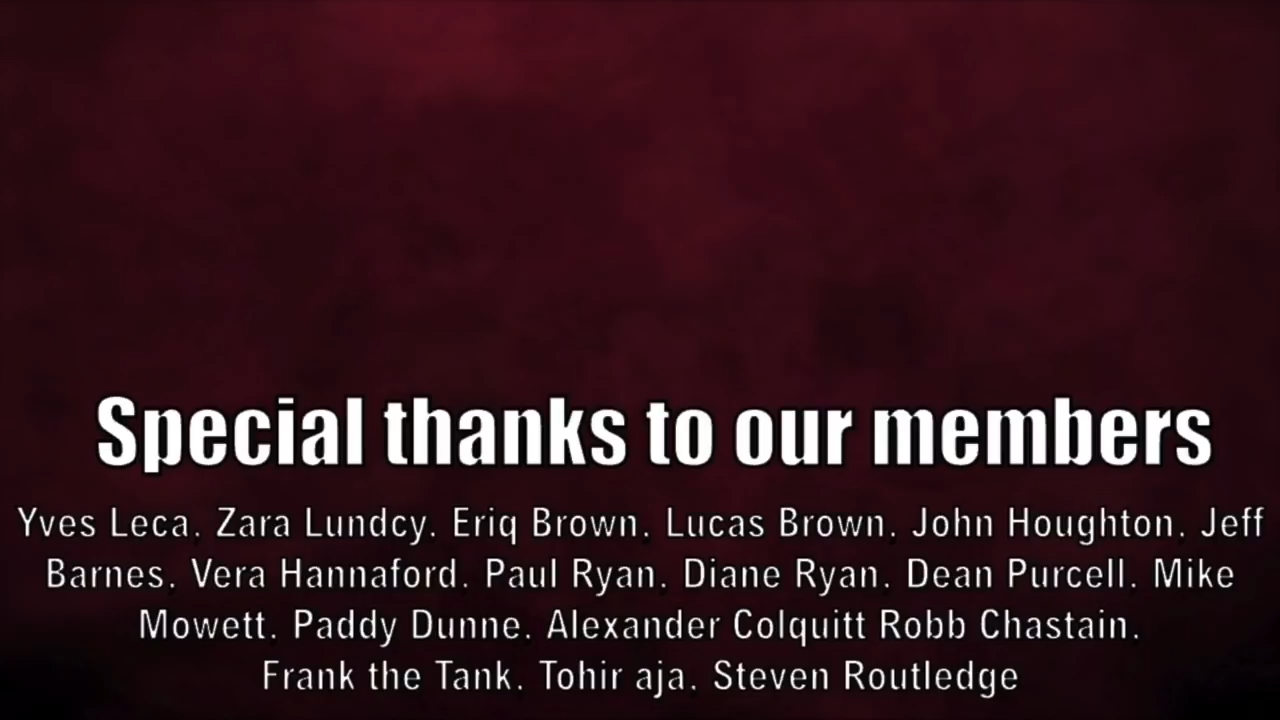 Special thanks to our members
Yves Leca. Zara Lundcy. Eriq Brown. Lucas Brown. John Houghton. Jeff
Barnes. Vera Hannaford. Paul Ryan. Diane Ryan. Dean Purcell. Mike
Mowett. Paddy Dunne. Alexander Colquitt Robb Chastain.
Frank the Tank. Tohir aja. Steven Routledge